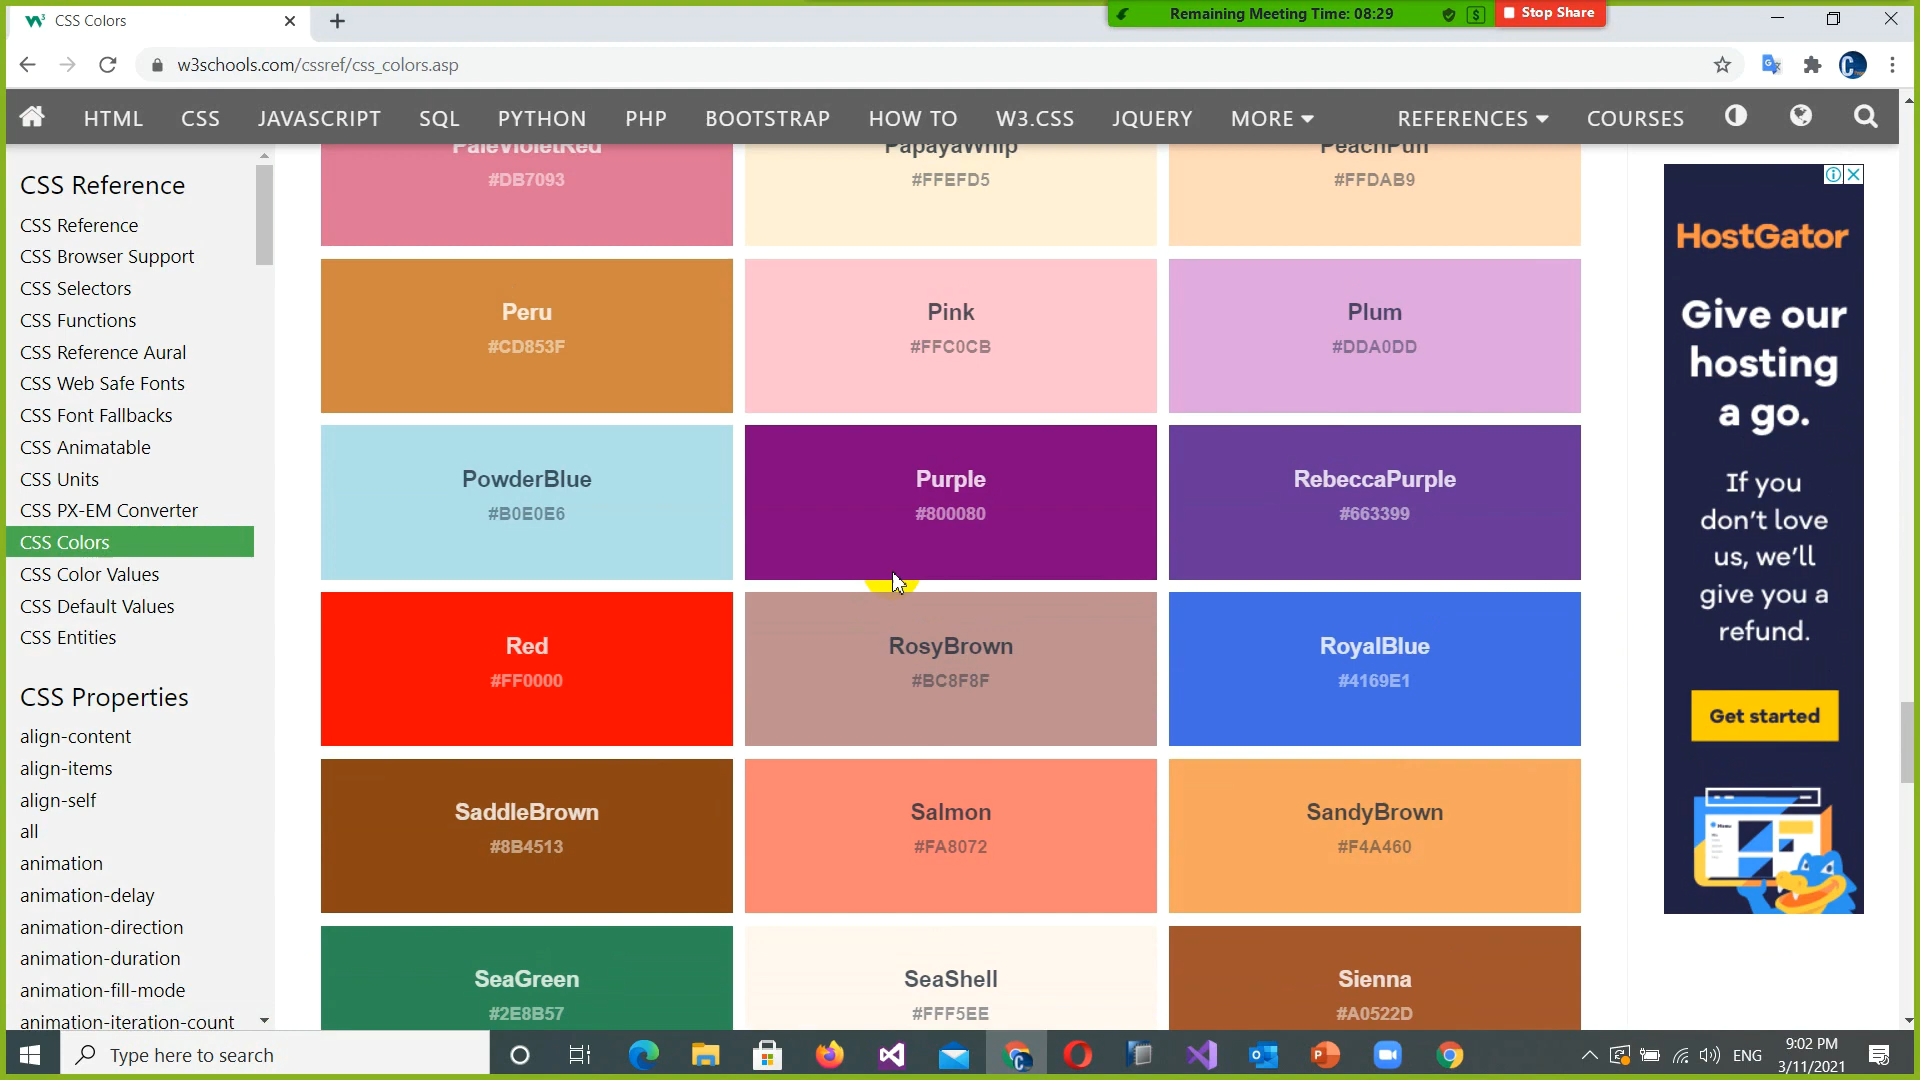 CSS Colors
Remaining Meeting Time: 08:29
Stop Share
w3schools.com/cssref/css_colors.asp
HTML CSS JAVASCRIPT SQL PYTHON PHP BOOTSTRAP HOW TO W3.CSS JQUERY MORE REFERENCES COURSES
CSS Reference
CSS Reference
CSS Browser Support
CSS Selectors
CSS Functions
CSS Reference Aural
CSS Web Safe Fonts
CSS Font Fallbacks
CSS Animatable
CSS Units
CSS PX-EM Converter
CSS Colors
CSS Color Values
CSS Default Values
CSS Entities
CSS Properties
align-content
align-items
align-self
all
animation
animation-delay
animation-direction
animation-duration
animation-fill-mode
animation-iteration-count
PaleVioletRed
#DB7093
PapayaWhip
#FFEFD5
PeachPuff
#FFDAB9
Peru
#CD853F
Pink
#FFC0CB
Plum
#DDA0DD
PowderBlue
#B0E0E6
Purple
#800080
RebeccaPurple
#663399
Red
#FF0000
RosyBrown
#BC8F8F
RoyalBlue
#4169E1
SaddleBrown
#8B4513
Salmon
#FA8072
SandyBrown
#F4A460
SeaGreen
#2E8B57
SeaShell
#FFF5EE
Sienna
#A0522D
HostGator
Give our
hosting
a go.
If you
don't love
us, we'll
give you a
refund.
Get started
Type here to search
ENG
9:02 PM
3/11/2021